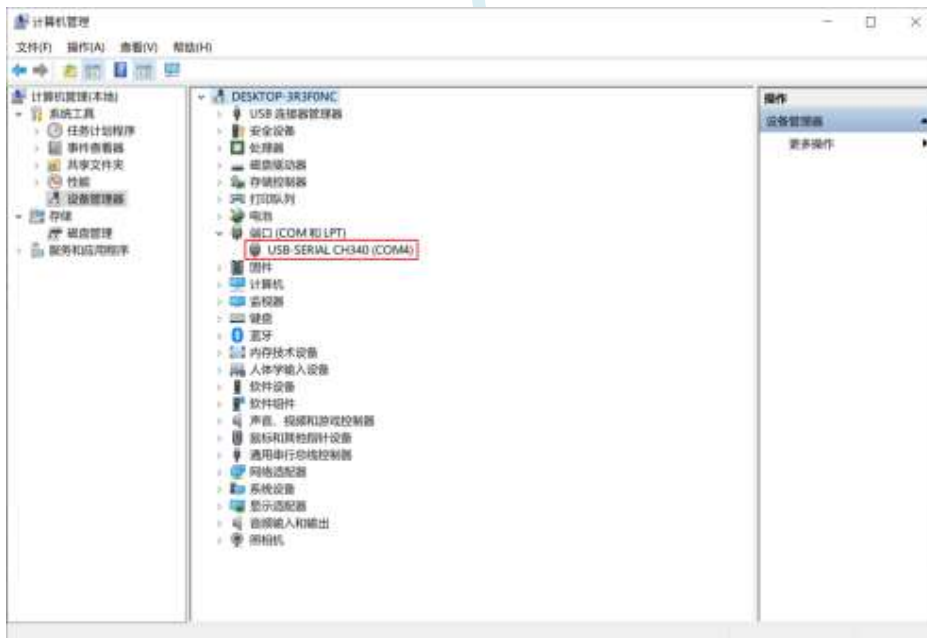 计算机管理
文件(F) 操作(A) 查看(V) 帮助(H)
计算机管理(本地)
系统工具
任务计划程序
事件查看器
共享文件夹
性能
设备管理器
存储
磁盘管理
服务和应用程序
DESKTOP-3R3F0NC
USB 连接器管理器
安全设备
处理器
磁盘驱动器
存储控制器
打印队列
电池
端口 (COM 和 LPT)
USB-SERIAL CH340 (COM4)
固件
计算机
监视器
键盘
蓝牙
内存技术设备
人体学输入设备
软件设备
软件组件
声音、视频和游戏控制器
鼠标和其他指针设备
通用串行总线控制器
网络适配器
系统设备
显示适配器
音频输入和输出
照相机
操作
设备管理器
更多操作